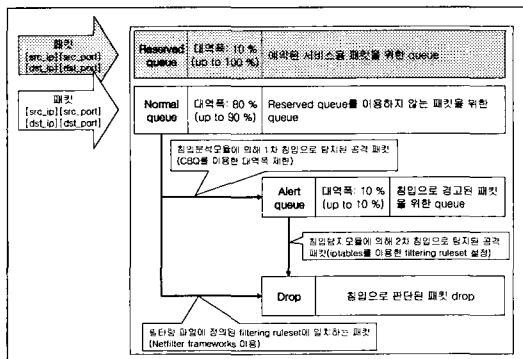 패킷
[src_ip][src_port]
[dst_ip][dst_port]
패킷
[src_ip][src_port]
[dst_ip][dst_port]
Reserved queue
대역폭: 10 %
(up to 100 %)
예약된 서비스용 패킷을 위한 queue
Normal queue
대역폭: 80 %
(up to 90 %)
Reserved queue를 이용하지 않는 패킷을 위한 queue
침입분석모듈에 의해 1차 침입으로 탐지된 공격 패킷
(CBQ를 이용한 대역폭 제한)
Alert queue
대역폭: 10 %
(up to 10 %)
침입으로 경고된 패킷을 위한 queue
침입탐지모듈에 의해 2차 침입으로 탐지된 공격
패킷(iptables를 이용한 filtering ruleset 설정)
Drop
침입으로 판단된 패킷 drop
필터링 파일에 정의된 filtering ruleset에 일치하는 패킷
(Netfilter frameworks 이용)